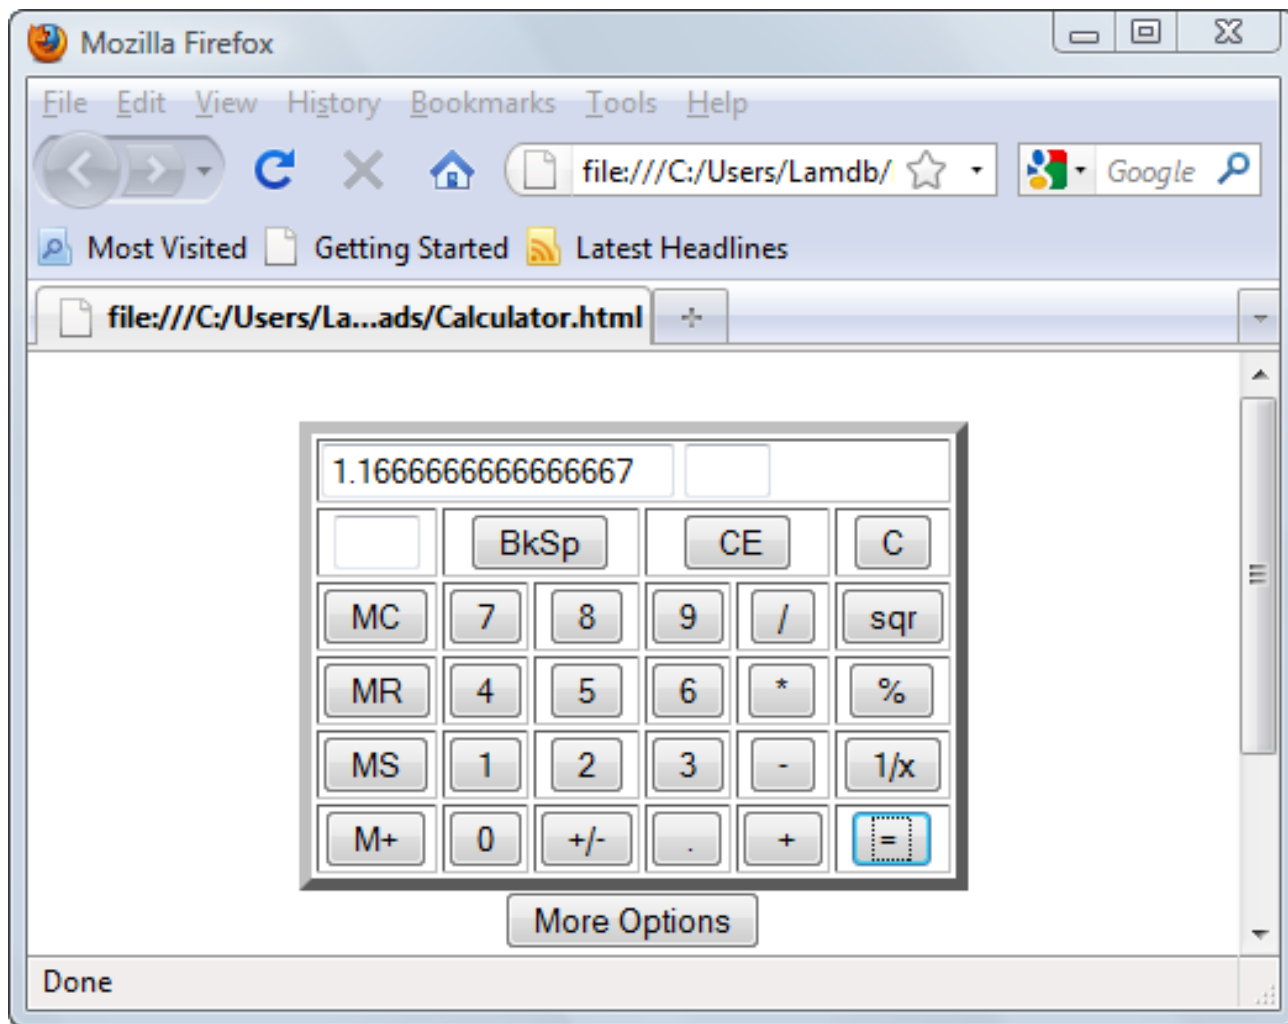 Mozilla Firefox
File Edit View History Bookmarks Tools Help
file:///C:/Users/Lamdb/ Google
Most Visited Getting Started Latest Headlines
file:///C:/Users/La...ads/Calculator.html
1.1666666666666667
BkSp CE C
MC 7 8 9 / sqr
MR 4 5 6 * %
MS 1 2 3 - 1/x
M+ 0 +/- . + =
More Options
Done